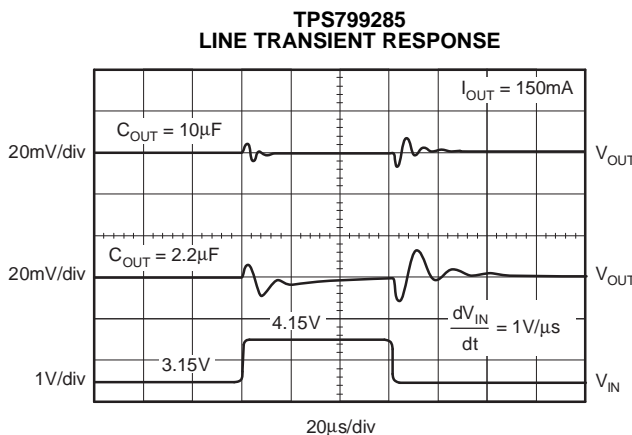 TPS799285
LINE TRANSIENT RESPONSE
I_OUT = 150mA
C_OUT = 10μF
20mV/div
V_OUT
C_OUT = 2.2μF
20mV/div
V_OUT
4.15V
dV_IN
dt
= 1V/μs
3.15V
1V/div
V_IN
20μs/div